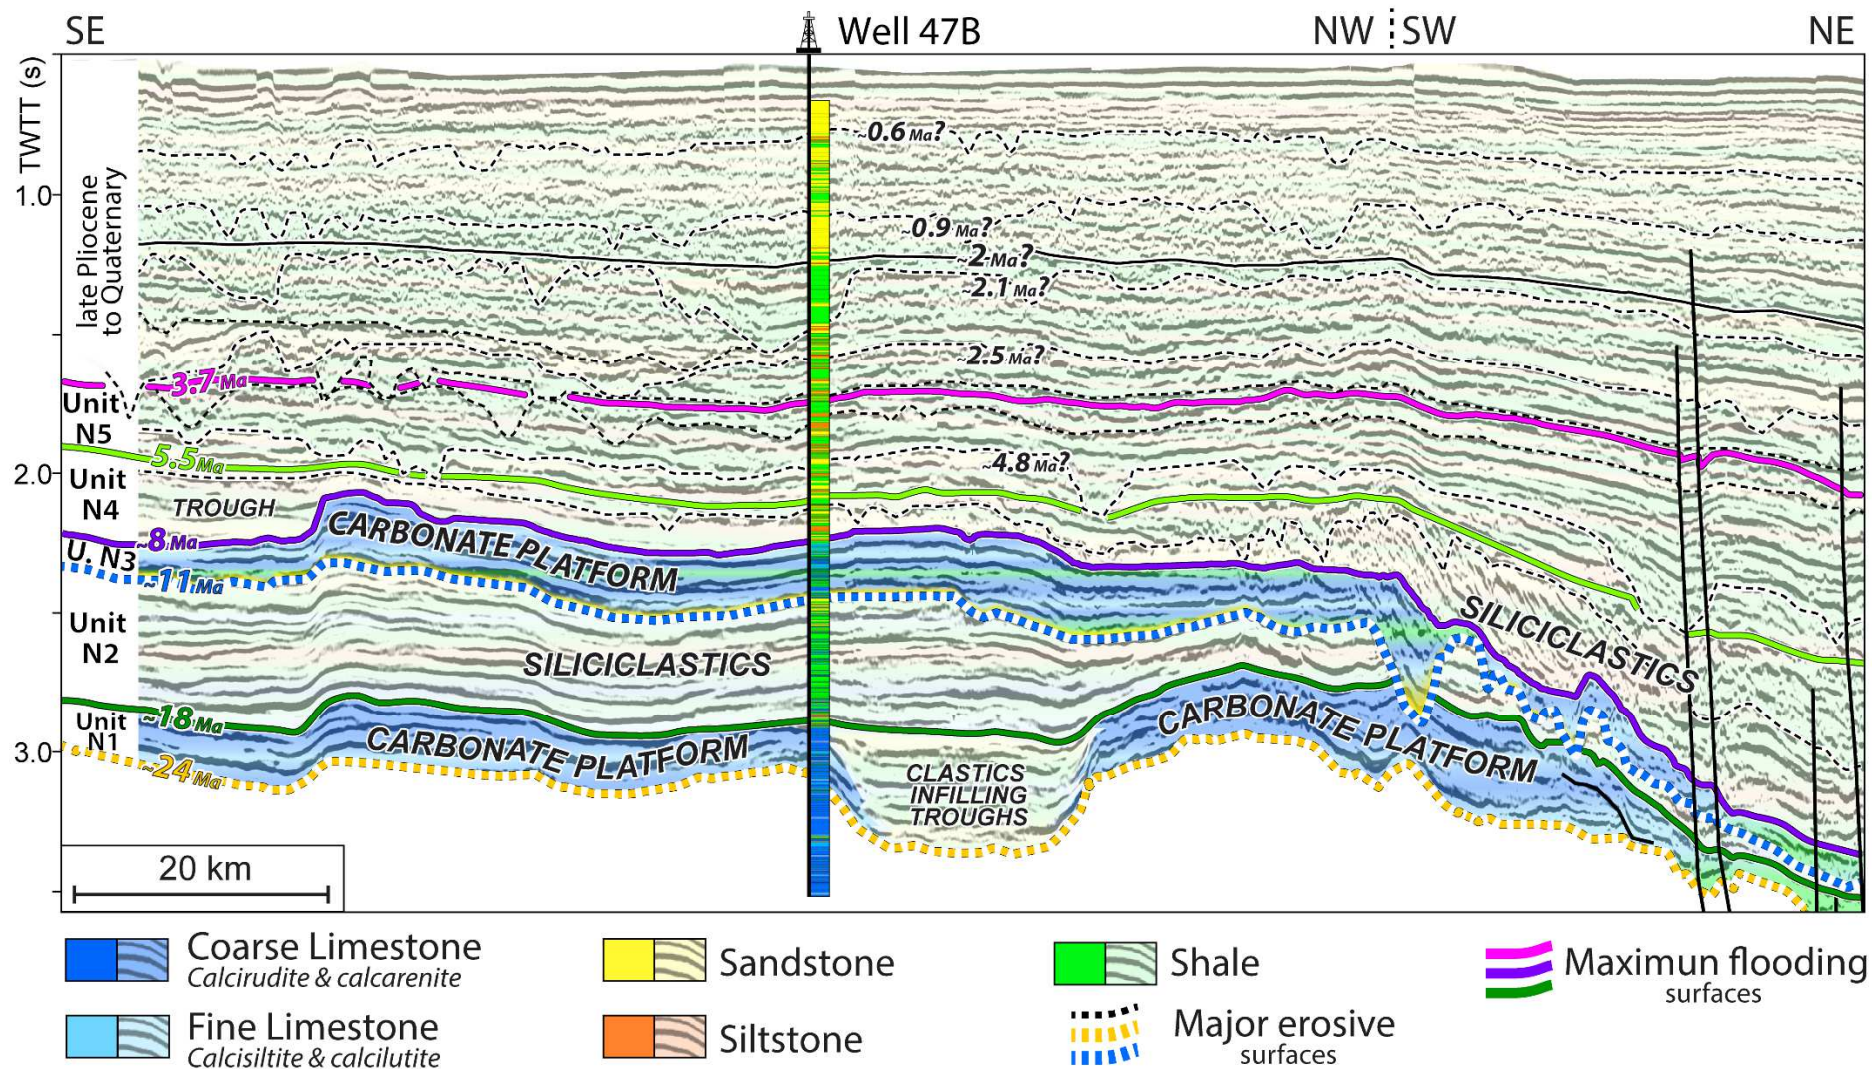 SE
Well 47B
NW
SW
NE
TWTT (s)
1.0
2.0
3.0
late Pliocene
to Quaternary
~0.6 Ma?
~0.9 Ma?
~2 Ma?
~2.1 Ma?
~2.5 Ma?
3.7 Ma
Unit
N5
~4.8 Ma?
5.5 Ma
Unit
N4
TROUGH
CARBONATE PLATFORM
~8 Ma
U. N3
~11 Ma
SILICICLASTICS
Unit
N2
SILICICLASTICS
~18 Ma
Unit
N1
CARBONATE PLATFORM
CARBONATE PLATFORM
~24 Ma
CLASTICS
INFILLING
TROUGHS
20 km
Coarse Limestone
Calcirudite & calcarenite
Fine Limestone
Calcisiltite & calcilutite
Sandstone
Siltstone
Shale
Major erosive
surfaces
Maximun flooding
surfaces